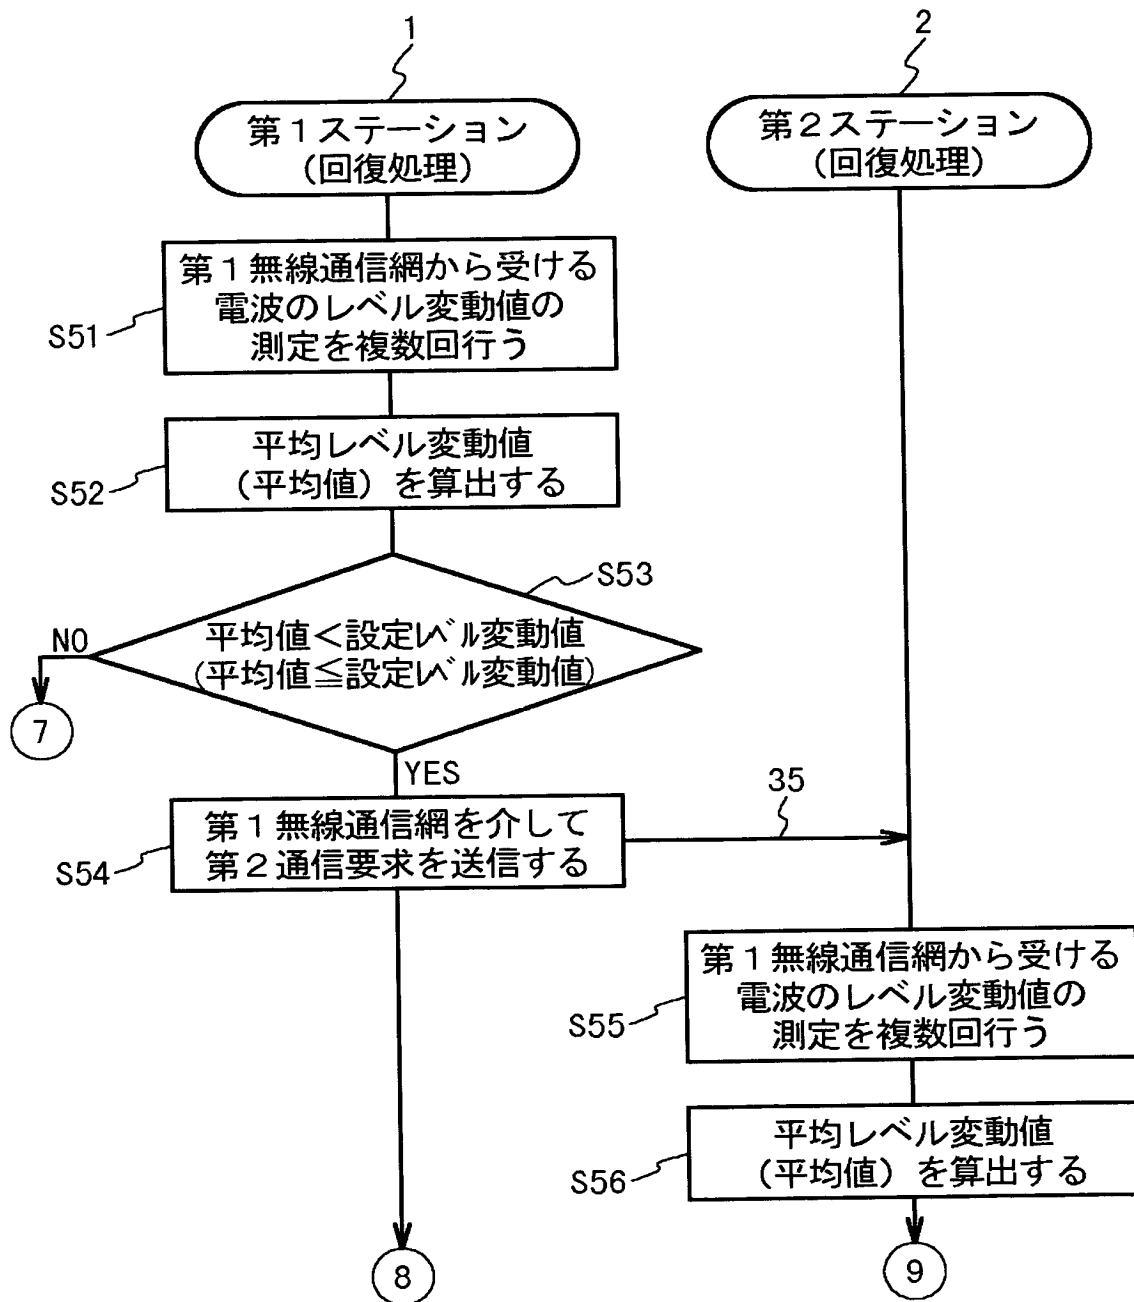 1
2
第１ステーション
(回復処理)
第２ステーション
(回復処理)
第１無線通信網から受ける
電波のレベル変動値の
測定を複数回行う
S51
平均レベル変動値
(平均値）を算出する
S52
S53
平均値＜設定ﾚﾍﾞﾙ変動値
(平均値≦設定ﾚﾍﾞﾙ変動値)
NO
7
YES
35
第１無線通信網を介して
第２通信要求を送信する
S54
第１無線通信網から受ける
電波のレベル変動値の
測定を複数回行う
S55
平均レベル変動値
(平均値）を算出する
S56
8
9